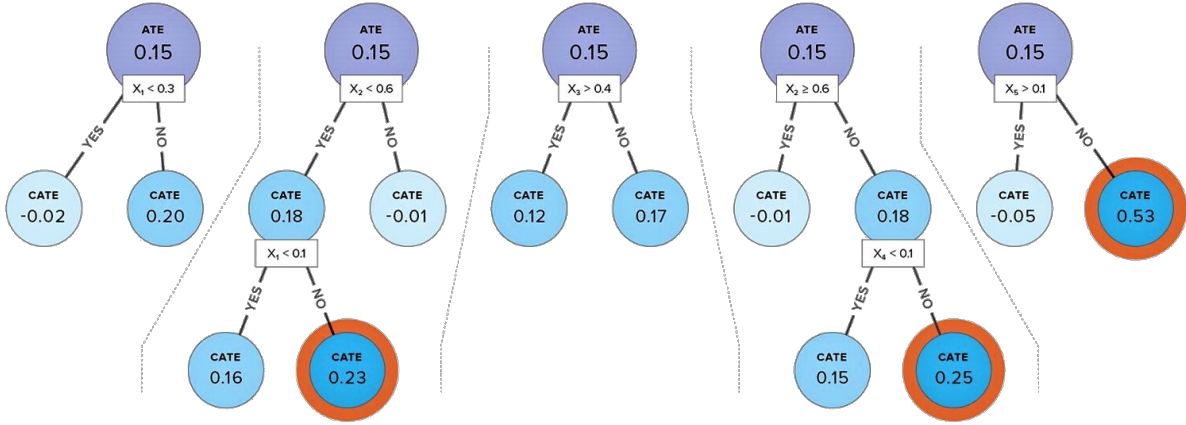 ATE
0.15
X₁ < 0.3
YES
NO
CATE
-0.02
CATE
0.20
ATE
0.15
X₂ < 0.6
YES
NO
CATE
0.18
CATE
-0.01
X₁ < 0.1
YES
NO
CATE
0.16
CATE
0.23
ATE
0.15
X₃ > 0.4
YES
NO
CATE
0.12
CATE
0.17
ATE
0.15
X₂ ≥ 0.6
YES
NO
CATE
-0.01
CATE
0.18
X₄ < 0.1
YES
NO
CATE
0.15
CATE
0.25
ATE
0.15
X₅ > 0.1
YES
NO
CATE
-0.05
CATE
0.53